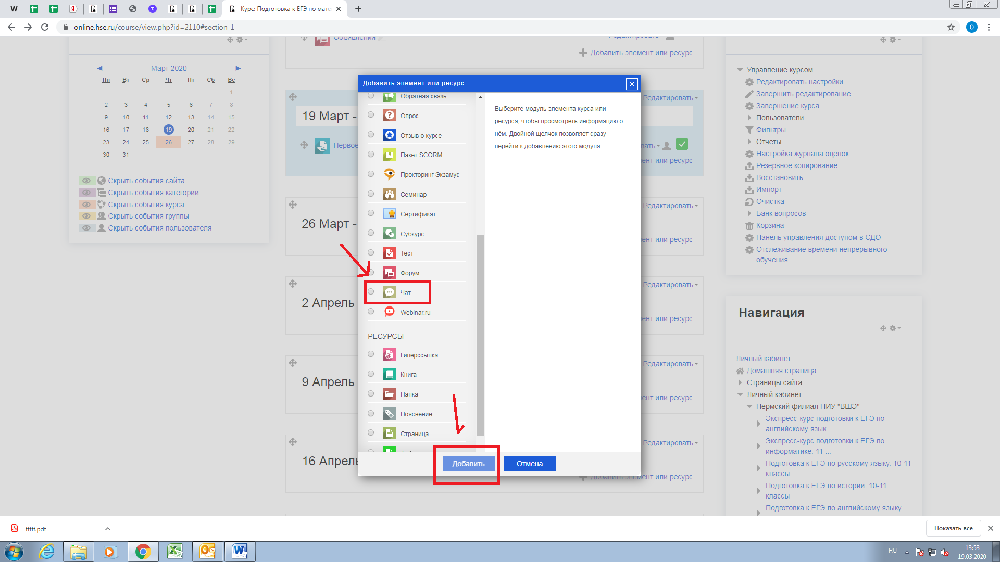 Курс: Подготовка к ЕГЭ по мате
online.hse.ru/course/view.php?id=2110#section-1
Объявления
Редактировать
Добавить элемент или ресурс
Март 2020
Пн Вт Ср Чт Пт Сб Вс
1
2 3 4 5 6 7 8
9 10 11 12 13 14 15
16 17 18 19 20 21 22
23 24 25 26 27 28 29
30 31
Скрыть события сайта
Скрыть события категории
Скрыть события курса
Скрыть события группы
Скрыть события пользователя
19 Март -
Редактировать
Первое
вать
ент или ресурс
26 Март -
Редактировать
ент или ресурс
2 Апрель
Редактировать
ент или ресурс
9 Апрель
Редактировать
ент или ресурс
16 Апрель
Редактировать
Добавить элемент или ресурс
Добавить элемент или ресурс
Обратная связь
Опрос
Отзыв о курсе
Пакет SCORM
Прокторинг Экзамус
Семинар
Сертификат
Субкурс
Тест
Форум
Чат
Webinar.ru
РЕСУРСЫ
Гиперссылка
Книга
Папка
Пояснение
Страница
Выберите модуль элемента курса или
ресурса, чтобы просмотреть информацию о
нём. Двойной щелчок позволяет сразу
перейти к добавлению этого модуля.
Добавить
Отмена
Управление курсом
Редактировать настройки
Завершить редактирование
Завершение курса
Пользователи
Фильтры
Отчеты
Настройка журнала оценок
Резервное копирование
Восстановить
Импорт
Очистка
Банк вопросов
Корзина
Панель управления доступом в СДО
Отслеживание времени непрерывного
обучения
Навигация
Личный кабинет
Домашняя страница
Страницы сайта
Личный кабинет
Пермский филиал НИУ "ВШЭ"
Экспресс-курс подготовки к ЕГЭ по
английскому язык...
Экспресс-курс подготовки к ЕГЭ по
информатике. 11 ...
Подготовка к ЕГЭ по русскому языку. 10-11
классы
Подготовка к ЕГЭ по истории. 10-11
классы
Подготовка к ЕГЭ по английскому языку.
fffff.pdf
Показать все
RU
13:53
19.03.2020